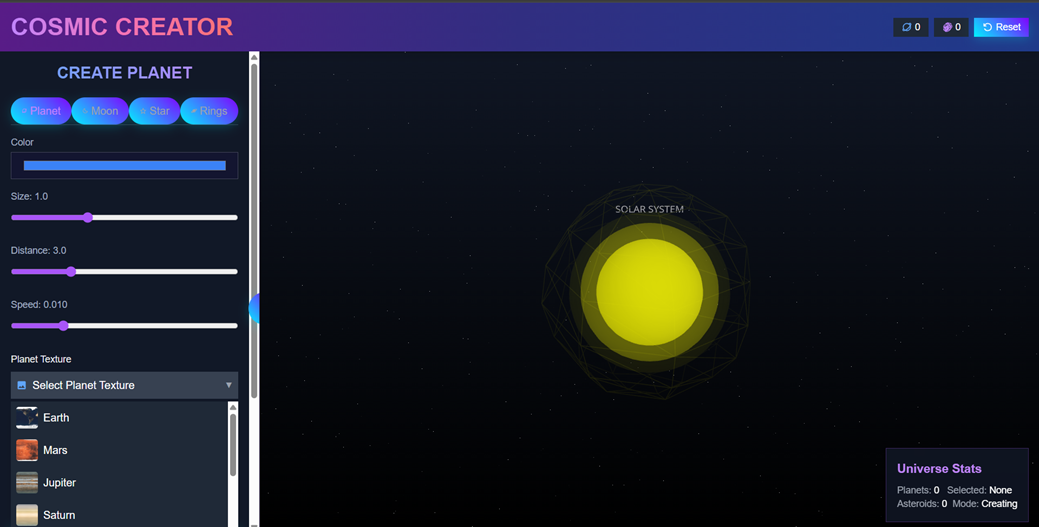 COSMIC CREATOR
0 0 Reset
CREATE PLANET
Planet Moon Star Rings
Color
Size: 1.0
Distance: 3.0
Speed: 0.010
Planet Texture
Select Planet Texture
Earth
Mars
Jupiter
Saturn
SOLAR SYSTEM
Universe Stats
Planets: 0 Selected: None
Asteroids: 0 Mode: Creating